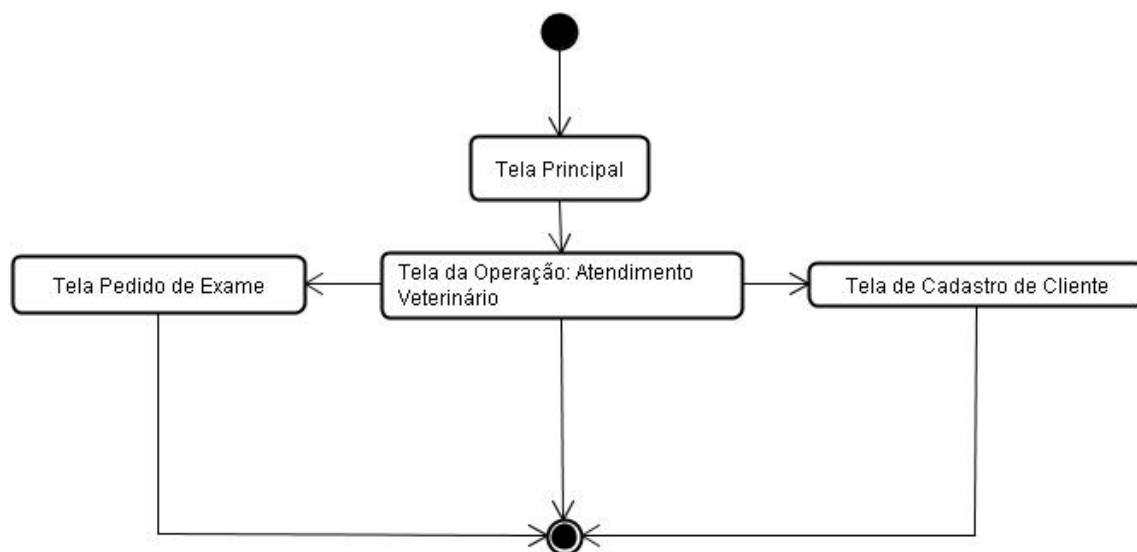 Tela Principal
Tela Pedido de Exame
Tela da Operação: Atendimento
Veterinário
Tela de Cadastro de Cliente